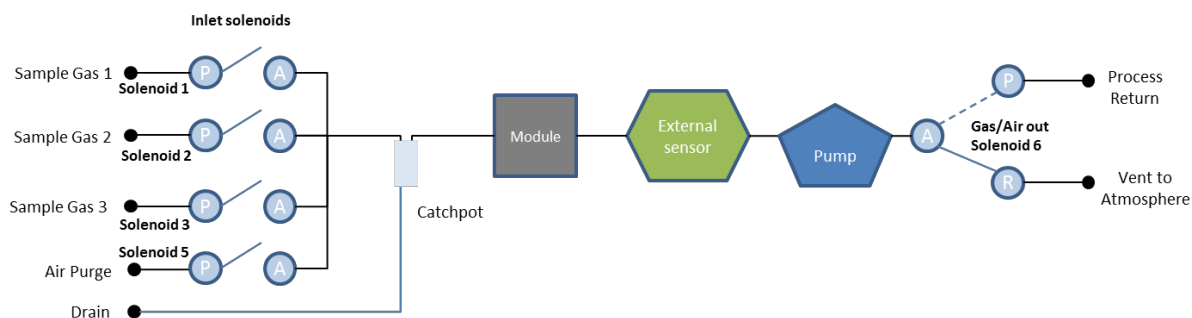 Inlet solenoids
Sample Gas 1
Solenoid 1
P
A
Sample Gas 2
Solenoid 2
P
A
Sample Gas 3
Solenoid 3
P
A
Solenoid 5
Air Purge
P
A
Drain
Catchpot
Module
External
sensor
Pump
A
P
Process
Return
Gas/Air out
Solenoid 6
R
Vent to
Atmosphere